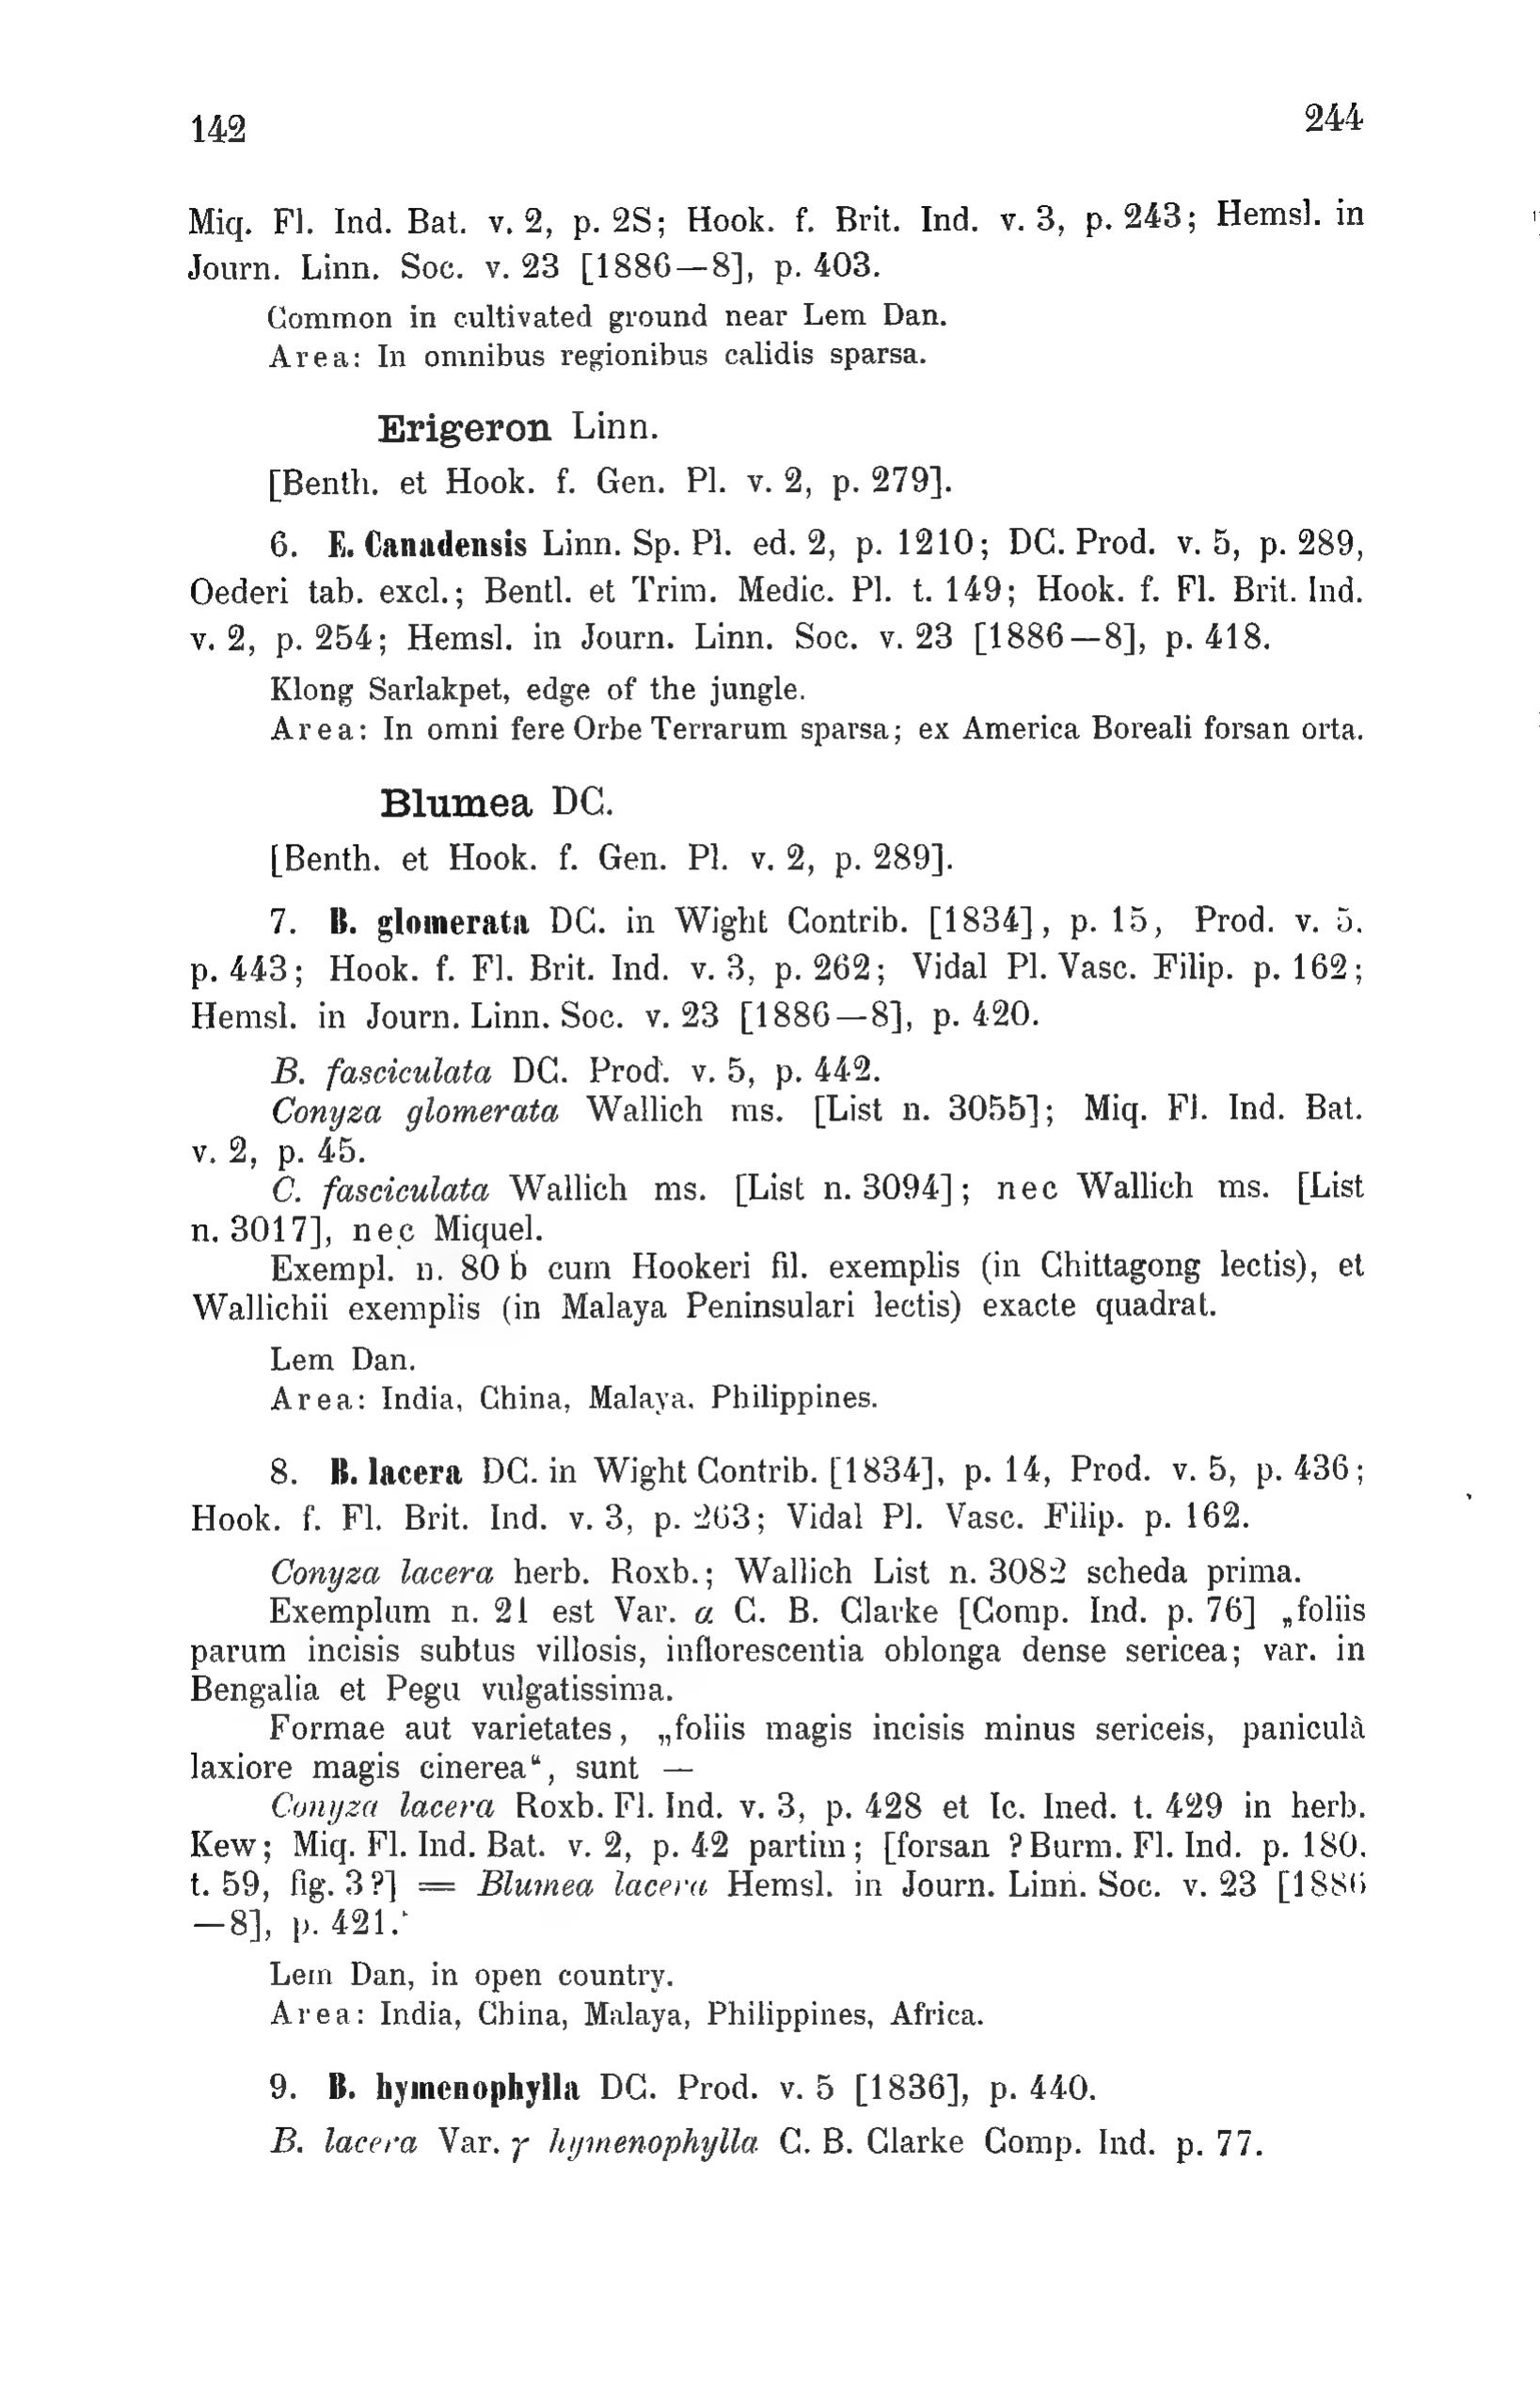 142
244
Miq. Fl. Ind. Bat. v. 2, p. 2S; Hook. f. Brit. Ind. v. 3, p. 243; Hemsl. in
Journ. Linn. Soc. v. 23 [1886—8], p. 403.
Common in cultivated ground near Lem Dan.
Area: In omnibus regionibus calidis sparsa.
Erigeron Linn.
[Benth. et Hook. f. Gen. Pl. v. 2, p. 279].
6. E. Canadensis Linn. Sp. Pl. ed. 2, p. 1210; DC. Prod. v. 5, p. 289,
Oederi tab. excl.; Bentl. et Trim. Medic. Pl. t. 149; Hook. f. Fl. Brit. Ind.
v. 2, p. 254; Hemsl. in Journ. Linn. Soc. v. 23 [1886—8], p. 418.
Klong Sarlakpet, edge of the jungle.
Area: In omni fere Orbe Terrarum sparsa; ex America Boreali forsan orta.
Blumea DC.
[Benth. et Hook. f. Gen. Pl. v. 2, p. 289].
7. B. glomerata DC. in Wight Contrib. [1834], p. 15, Prod. v. 5.
p. 443; Hook. f. Fl. Brit. Ind. v. 3, p. 262; Vidal Pl. Vasc. Filip. p. 162;
Hemsl. in Journ. Linn. Soc. v. 23 [1886—8], p. 420.
B. fasciculata DC. Prod. v. 5, p. 442.
Conyza glomerata Wallich ms. [List n. 3055]; Miq. Fl. Ind. Bat.
v. 2, p. 45.
C. fasciculata Wallich ms. [List n. 3094]; nec Wallich ms. [List
n. 3017], nec Miquel.
Exempl. n. 80 b cum Hookeri fil. exemplis (in Chittagong lectis), et
Wallichii exemplis (in Malaya Peninsulari lectis) exacte quadrat.
Lem Dan.
Area: India, China, Malaya, Philippines.
8. B. lacera DC. in Wight Contrib. [1834], p. 14, Prod. v. 5, p. 436;
Hook. f. Fl. Brit. Ind. v. 3, p. 263; Vidal Pl. Vasc. Filip. p. 162.
Conyza lacera herb. Roxb.; Wallich List n. 3082 scheda prima.
Exemplum n. 21 est Var. α C. B. Clarke [Comp. Ind. p. 76] „foliis
parum incisis subtus villosis, inflorescentia oblonga dense sericea; var. in
Bengalia et Pegu vulgatissima.
Formae aut varietates, „foliis magis incisis minus sericeis, paniculà
laxiore magis cinerea“, sunt —
Conyza lacera Roxb. Fl. Ind. v. 3, p. 428 et Ic. Ined. t. 429 in herb.
Kew; Miq. Fl. Ind. Bat. v. 2, p. 42 partim; [forsan ? Burm. Fl. Ind. p. 180.
t. 59, fig. 3?] = Blumea lacera Hemsl. in Journ. Linn. Soc. v. 23 [1886
—8], p. 421.
Lem Dan, in open country.
Area: India, China, Malaya, Philippines, Africa.
9. B. hymenophylla DC. Prod. v. 5 [1836], p. 440.
B. lacera Var. γ hymenophylla C. B. Clarke Comp. Ind. p. 77.